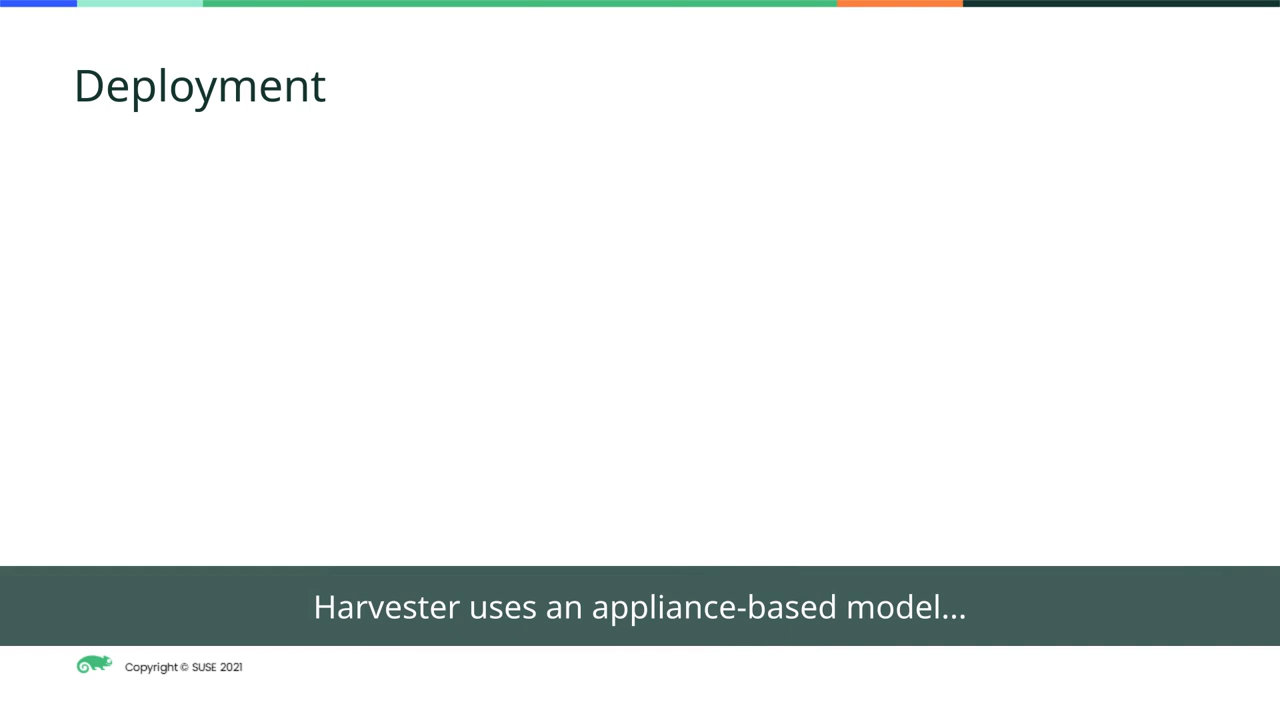 Deployment
Harvester uses an appliance-based model...
Copyright © SUSE 2021